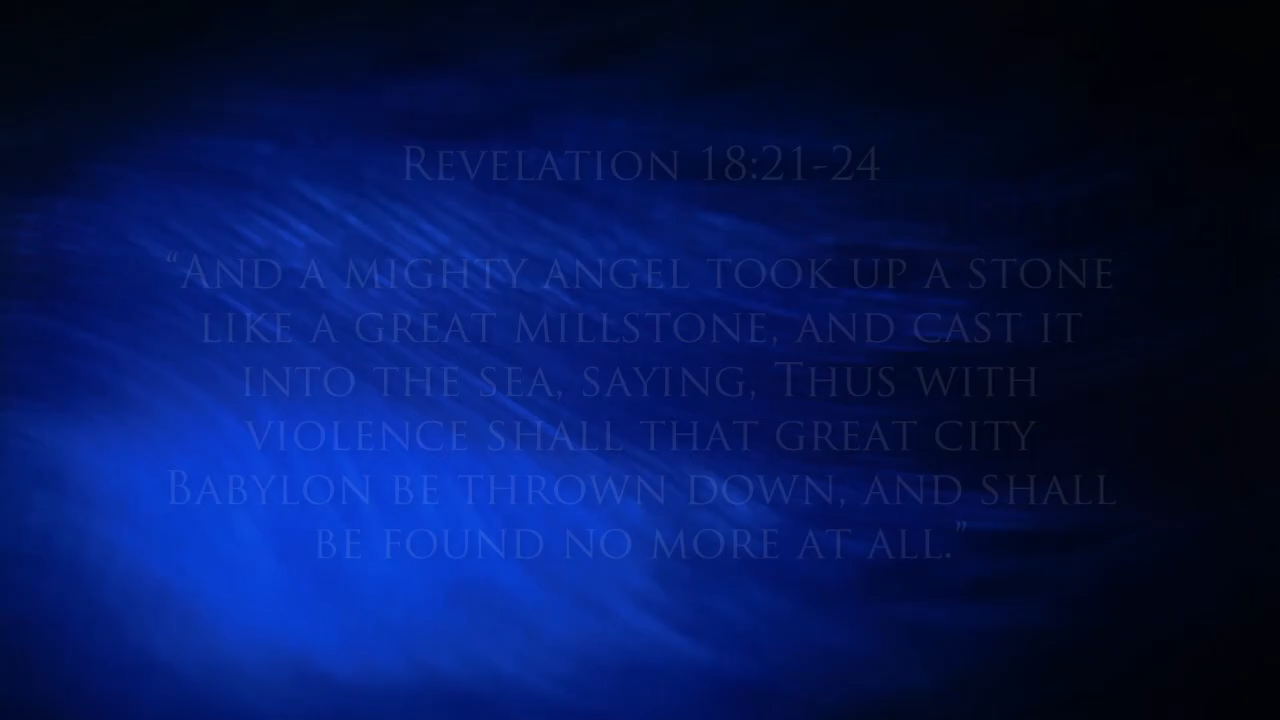 Revelation 18:21-24
“And a mighty angel took up a stone
like a great millstone, and cast it
into the sea, saying, Thus with
violence shall that great city
Babylon be thrown down, and shall
be found no more at all.”